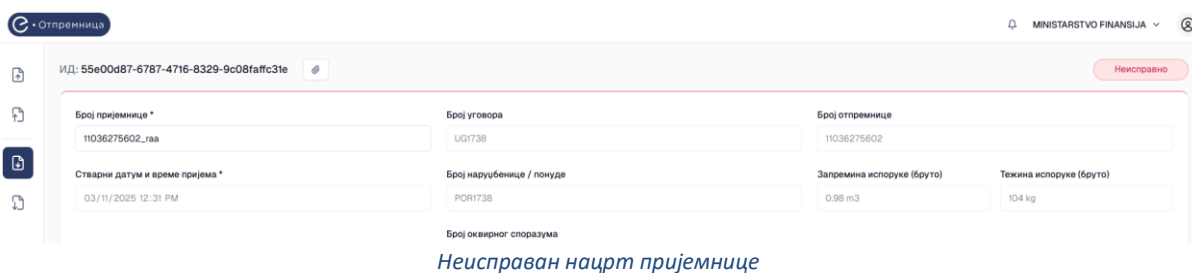 е • Отпремница
MINISTARSTVO FINANSIJA
ИД: 55e00d87-6787-4716-8329-9c08faffc31e
Неисправно
Број пријемнице *
Број уговора
Број отпремнице
11036275602_raa
UG1738
11036275602
Стварни датум и време пријема *
Број наруџбенице / понуде
Запремина испоруке (бруто)
Тежина испоруке (бруто)
03/11/2025 12:31 PM
POR1738
0.98 m3
104 kg
Број оквирног споразума
Неисправан нацрт пријемнице